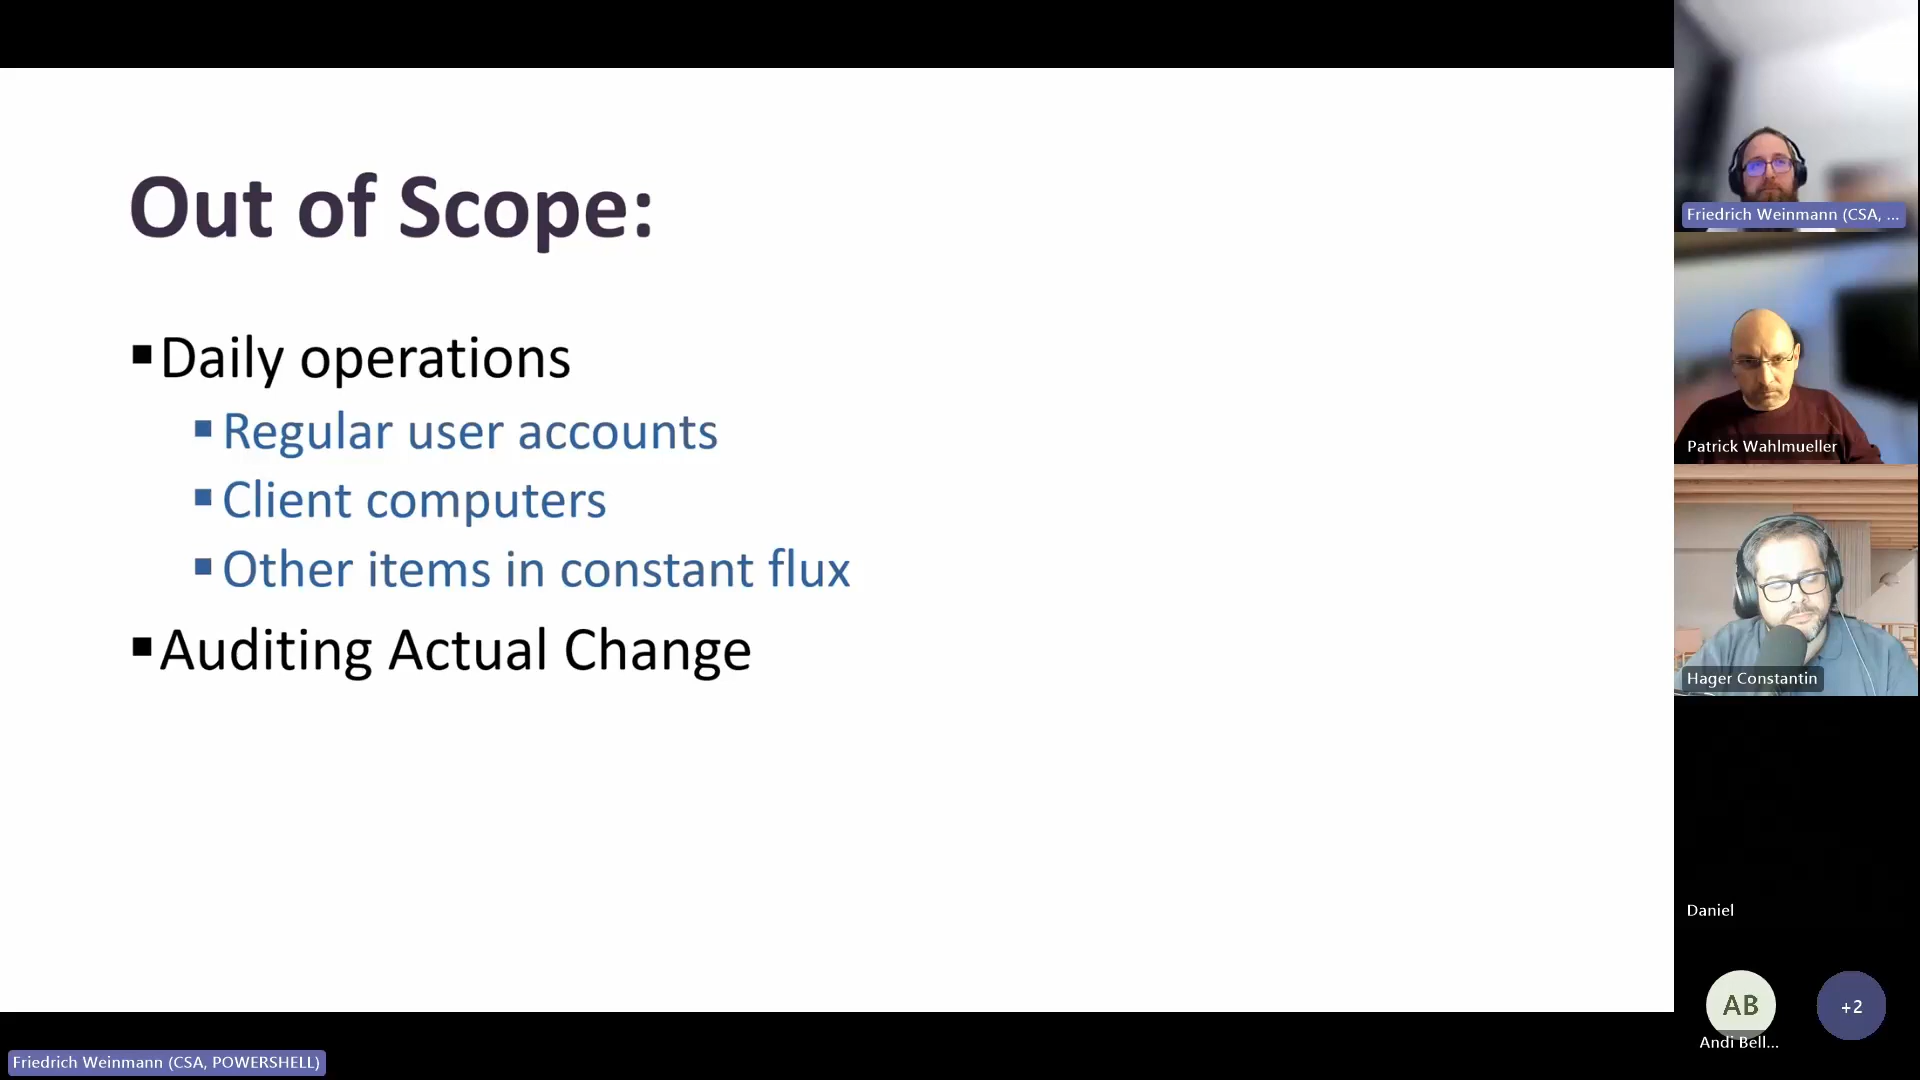 Out of Scope:
Daily operations
Regular user accounts
Client computers
Other items in constant flux
Auditing Actual Change
Friedrich Weinmann (CSA, ...
Patrick Wahlmueller
Hager Constantin
Daniel
AB
+2
Andi Bell...
Friedrich Weinmann (CSA, POWERSHELL)